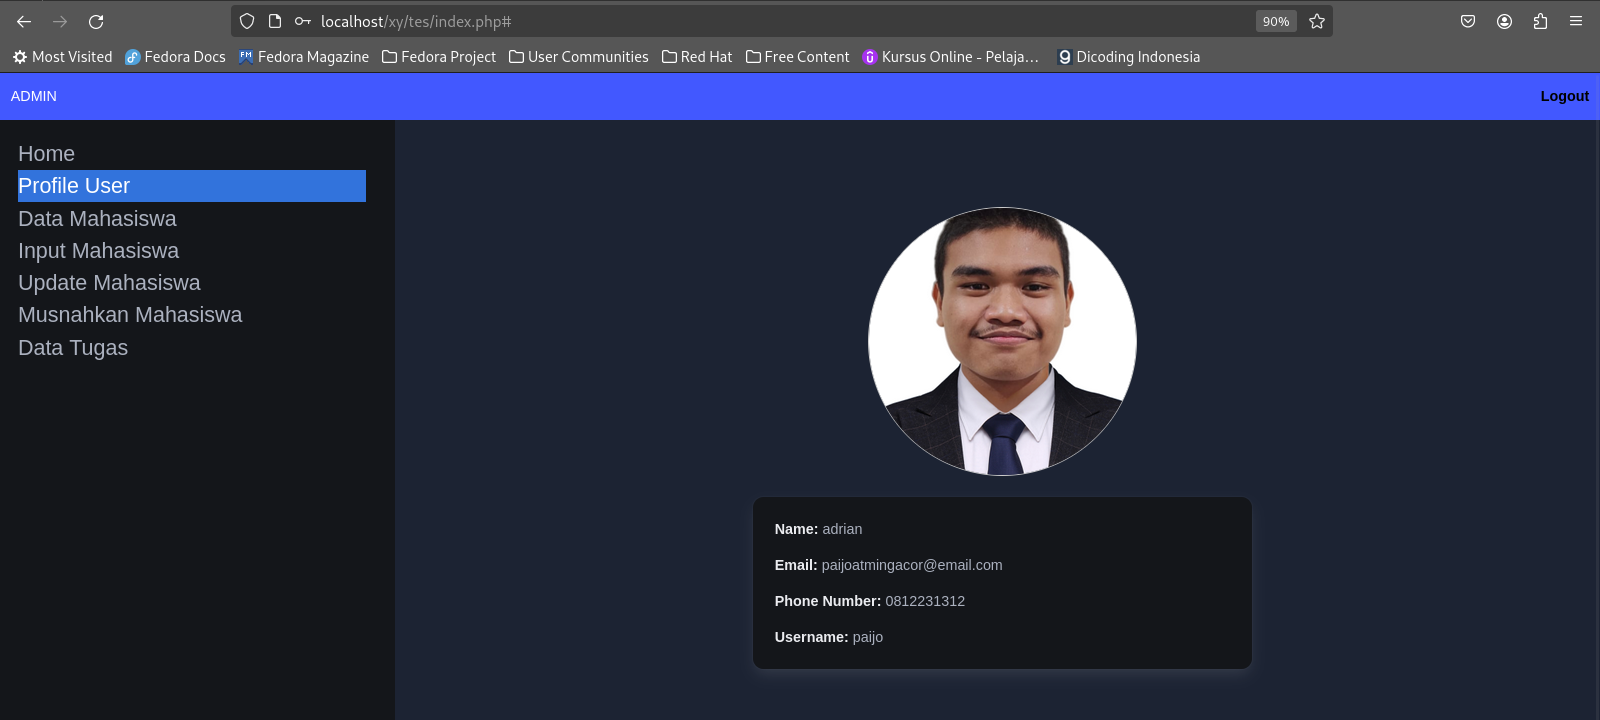 localhost/xy/tes/index.php#
90%
Most Visited
Fedora Docs
FM
Fedora Magazine
Fedora Project
User Communities
Red Hat
Free Content
Kursus Online - Pelaja…
Dicoding Indonesia
ADMIN
Logout
Home
Profile User
Data Mahasiswa
Input Mahasiswa
Update Mahasiswa
Musnahkan Mahasiswa
Data Tugas
Name: adrian
Email: paijoatmingacor@email.com
Phone Number: 0812231312
Username: paijo